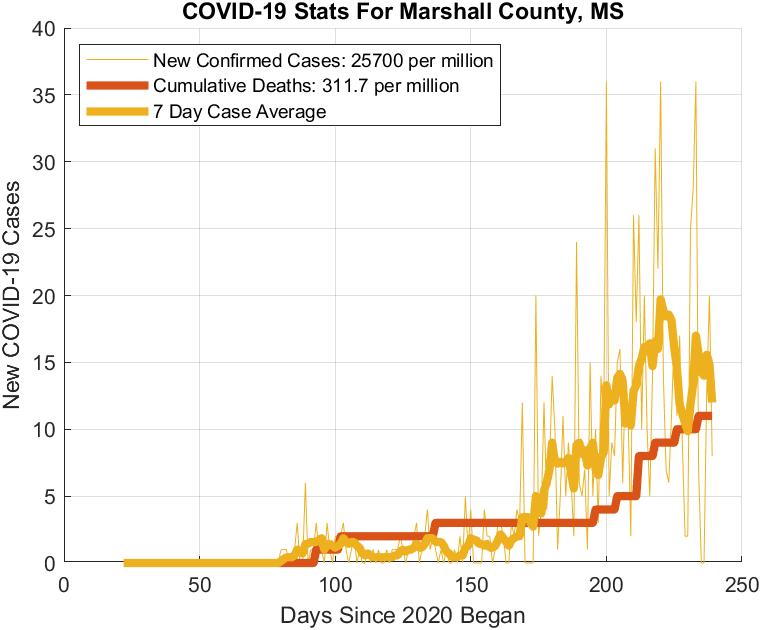 COVID-19 Stats For Marshall County, MS
New Confirmed Cases: 25700 per million
Cumulative Deaths: 311.7 per million
7 Day Case Average
New COVID-19 Cases
40
35
30
25
20
15
10
5
0
0 50 100 150 200 250
Days Since 2020 Began